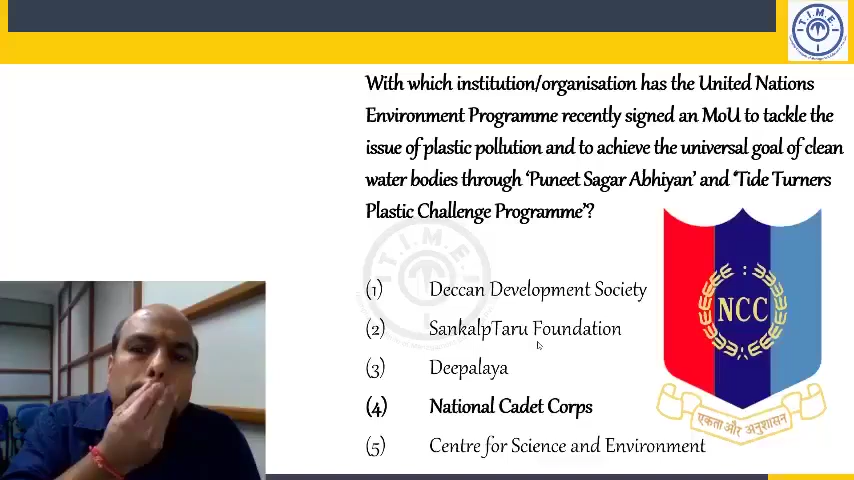 T.I.M.E.
With which institution/organisation has the United Nations
Environment Programme recently signed an MoU to tackle the
issue of plastic pollution and to achieve the universal goal of clean
water bodies through ‘Puneet Sagar Abhiyan’ and ‘Tide Turners
Plastic Challenge Programme’?
T.I.M.E.
(1) Deccan Development Society
(2) SankalpTaru Foundation
(3) Deepalaya
(4) National Cadet Corps
(5) Centre for Science and Environment
NCC
एकता और अनुशासन